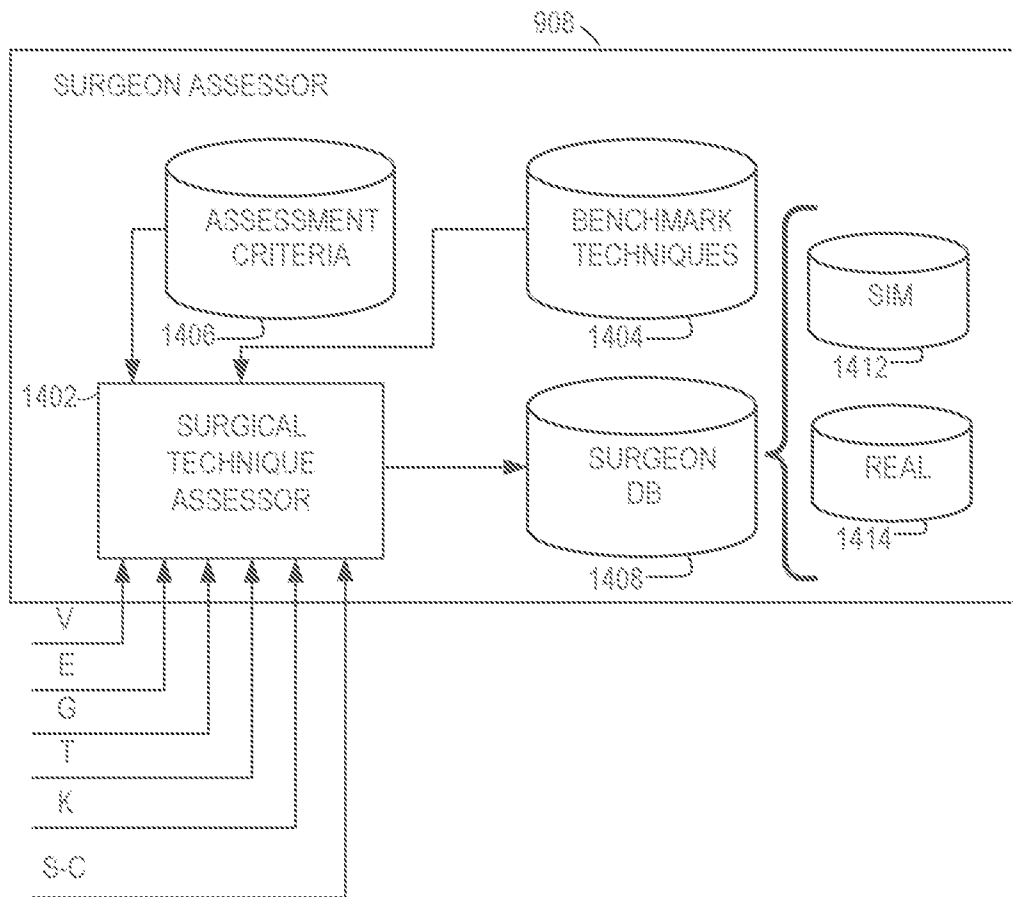 908
SURGEON ASSESSOR
ASSESSMENT
CRITERIA
1406
BENCHMARK
TECHNIQUES
1404
SIM
1412
1402
SURGICAL
TECHNIQUE
ASSESSOR
SURGEON
DB
1408
REAL
1414
V
E
G
T
K
S-C